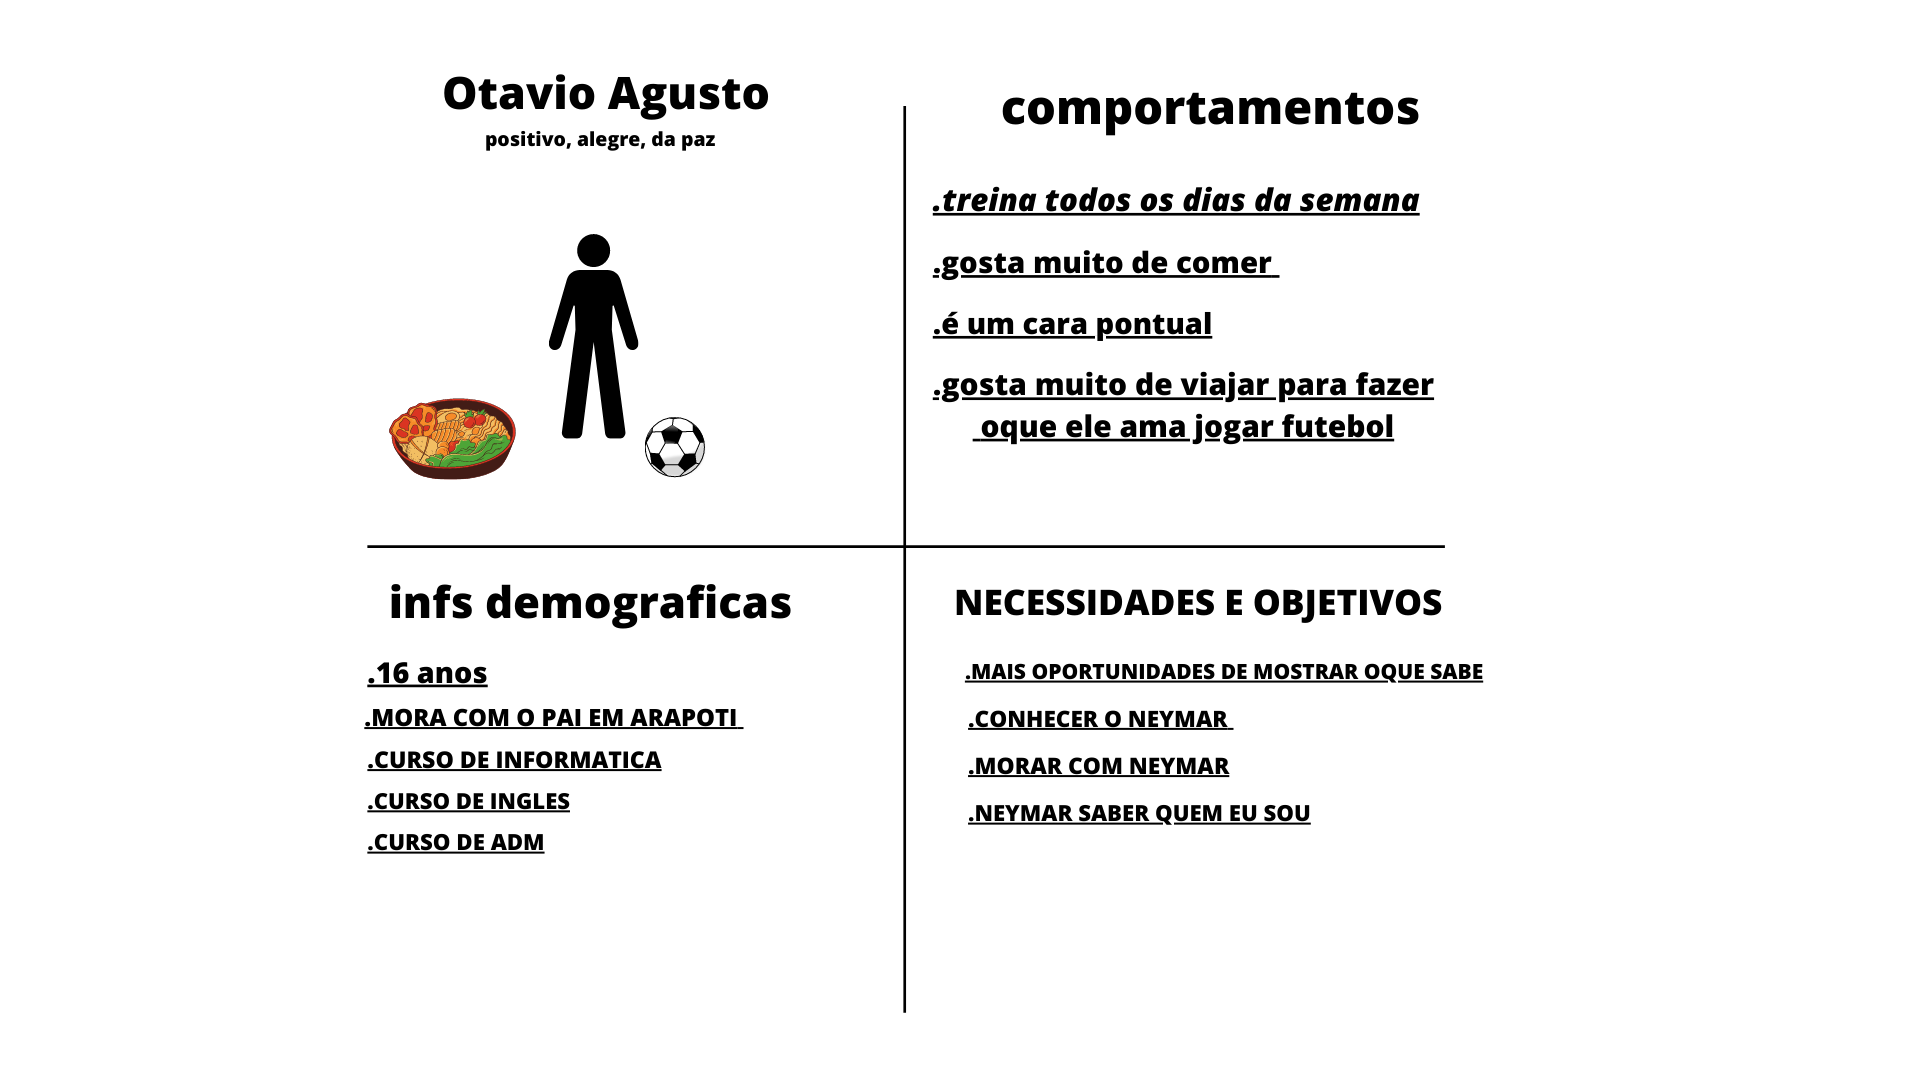 Otavio Agusto
positivo, alegre, da paz
comportamentos
.treina todos os dias da semana
.gosta muito de comer
.é um cara pontual
.gosta muito de viajar para fazer
oque ele ama jogar futebol
infs demograficas
.16 anos
.MORA COM O PAI EM ARAPOTI
.CURSO DE INFORMATICA
.CURSO DE INGLES
.CURSO DE ADM
NECESSIDADES E OBJETIVOS
.MAIS OPORTUNIDADES DE MOSTRAR OQUE SABE
.CONHECER O NEYMAR
.MORAR COM NEYMAR
.NEYMAR SABER QUEM EU SOU